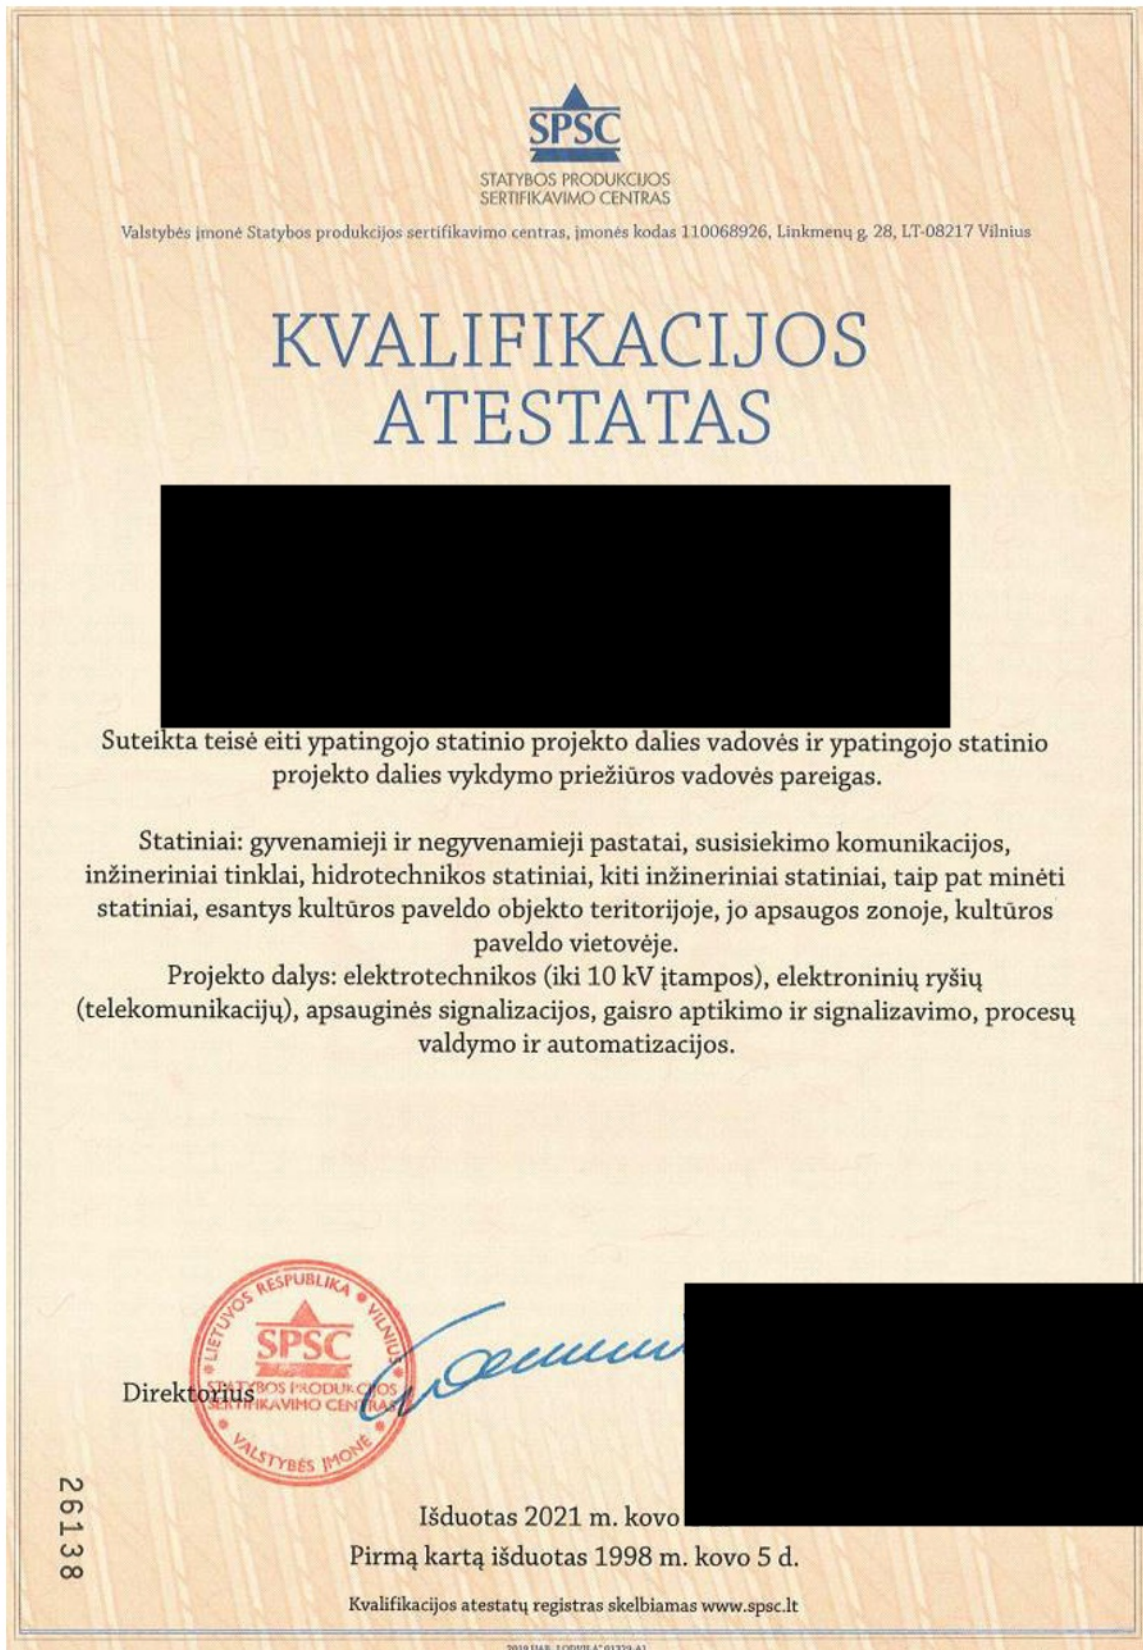 SPSC
STATYBOS PRODUKCIJOS
SERTIFIKAVIMO CENTRAS
Valstybės įmonė Statybos produkcijos sertifikavimo centras, įmonės kodas 110068926, Linkmenų g. 28, LT-08217 Vilnius
KVALIFIKACIJOS
ATESTATAS
Suteikta teisė eiti ypatingojo statinio projekto dalies vadovės ir ypatingojo statinio
projekto dalies vykdymo priežiūros vadovės pareigas.
Statiniai: gyvenamieji ir negyvenamieji pastatai, susisiekimo komunikacijos,
inžineriniai tinklai, hidrotechnikos statiniai, kiti inžineriniai statiniai, taip pat minėti
statiniai, esantys kultūros paveldo objekto teritorijoje, jo apsaugos zonoje, kultūros
paveldo vietovėje.
Projekto dalys: elektrotechnikos (iki 10 kV įtampos), elektroninių ryšių
(telekomunikacijų), apsauginės signalizacijos, gaisro aptikimo ir signalizavimo, procesų
valdymo ir automatizacijos.
LIETUVOS RESPUBLIKA • VILNIUS •
SPSC
STATYBOS PRODUKCIJOS
SERTIFIKAVIMO CENTRAS
VALSTYBĖS ĮMONĖ
Direktorius
26138
Išduotas 2021 m. kovo
Pirmą kartą išduotas 1998 m. kovo 5 d.
Kvalifikacijos atestatų registras skelbiamas www.spsc.lt